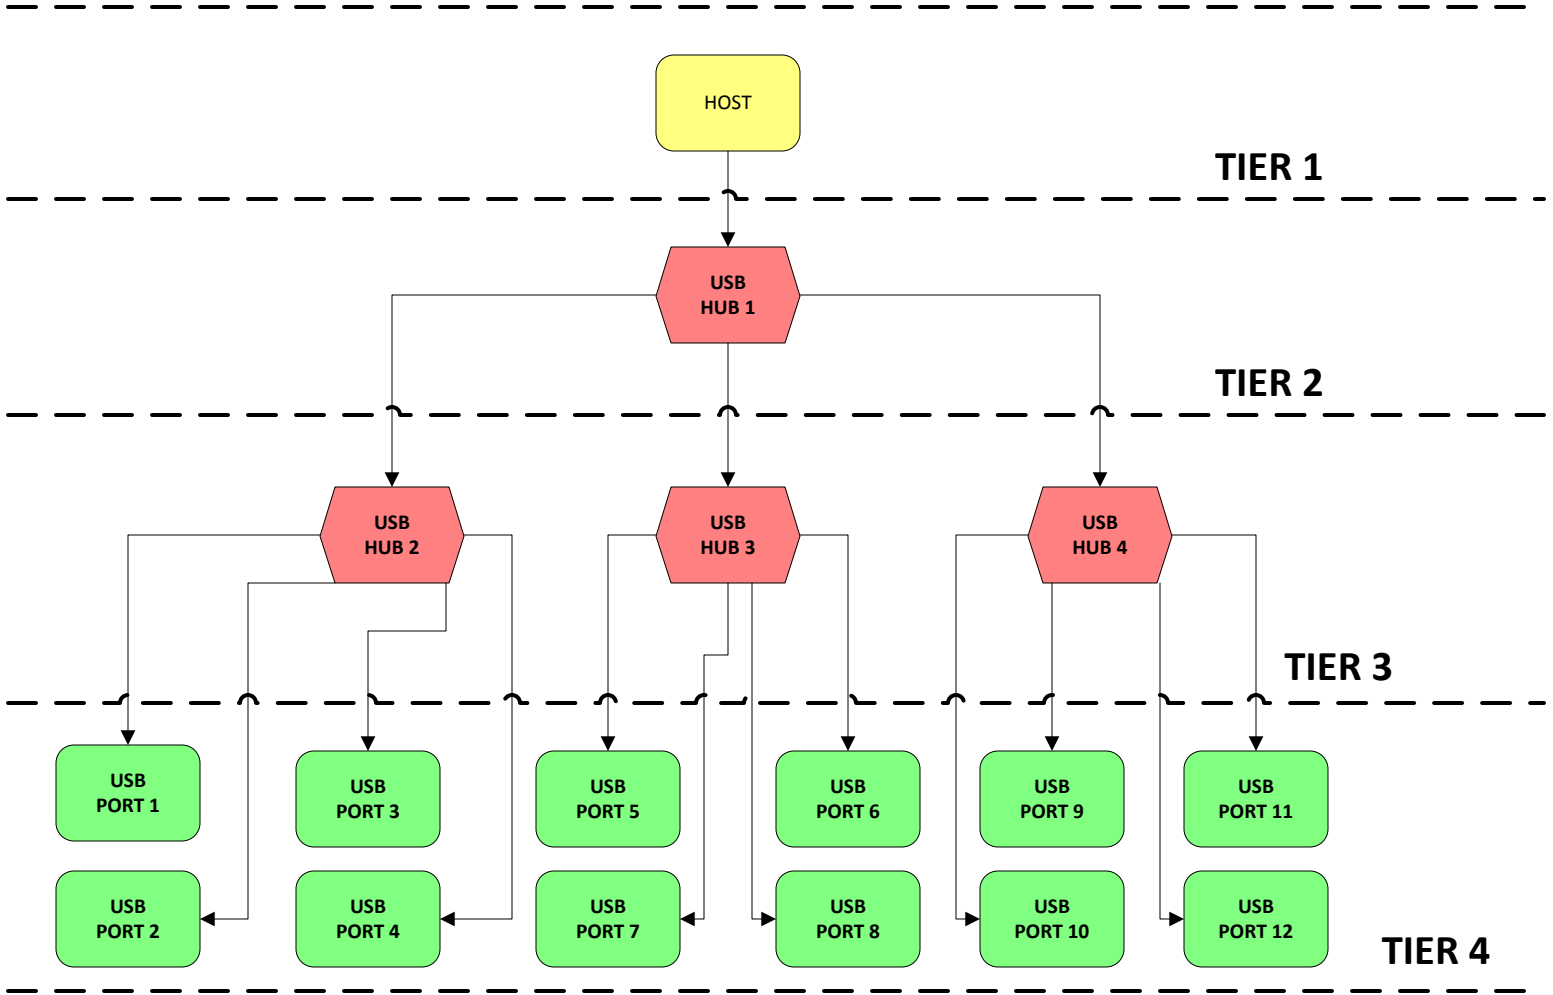 HOST
TIER 1
USB
HUB 1
TIER 2
USB
HUB 2
USB
HUB 3
USB
HUB 4
TIER 3
USB
PORT 1
USB
PORT 3
USB
PORT 5
USB
PORT 6
USB
PORT 9
USB
PORT 11
USB
PORT 2
USB
PORT 4
USB
PORT 7
USB
PORT 8
USB
PORT 10
USB
PORT 12
TIER 4